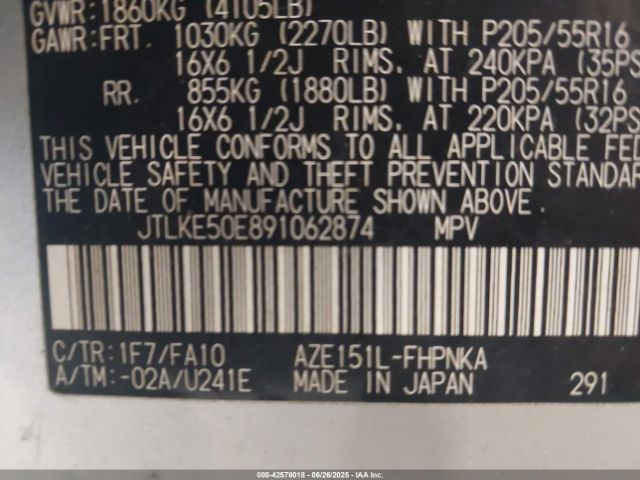 GVWR:1860KG (4105LB)
GAWR:FRT. 1030KG (2270LB) WITH P205/55R16
16X6 1/2J RIMS, AT 240KPA (35PS
RR. 855KG (1880LB) WITH P205/55R16
16X6 1/2J RIMS, AT 220KPA (32PS
THIS VEHICLE CONFORMS TO ALL APPLICABLE FED
VEHICLE SAFETY AND THEFT PREVENTION STANDAR
THE DATE OF MANUFACTURE SHOWN ABOVE.
JTLKE50E891062874 MPV
C/TR:1F7/FA10 AZE151L-FHPNKA
A/TM:-02A/U241E MADE IN JAPAN 291
000-42578018 | 06/26/2025 - IAA Inc.